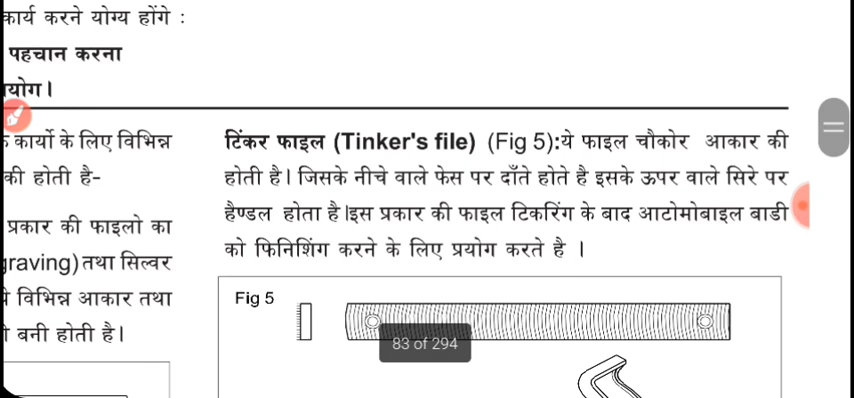 कार्य करने योग्य होंगे :
पहचान करना
कार्यो के लिए विभिन्न
की होती है-
प्रकार की फाइलो का
graving) तथा सिल्वर
विभिन्न आकार तथा
बनी होती है।
टिंकर फाइल (Tinker's file) (Fig 5):ये फाइल चौकोर आकार की
होती है। जिसके नीचे वाले फेस पर दाँते होते है इसके ऊपर वाले सिरे पर
हैण्डल होता है।इस प्रकार की फाइल टिकरिंग के बाद आटोमोबाइल बाडी
को फिनिशिंग करने के लिए प्रयोग करते है ।
Fig 5
83 of 294